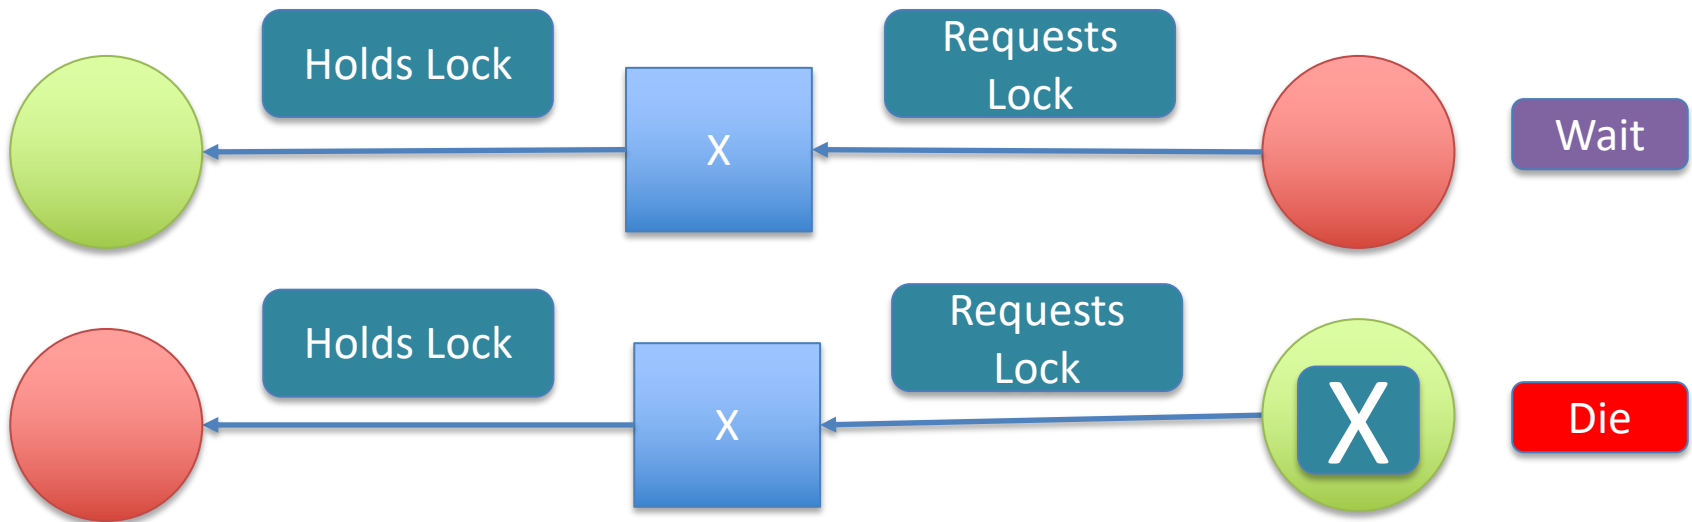 Holds Lock
Requests
Lock
X
Wait
Holds Lock
Requests
Lock
X
X
Die